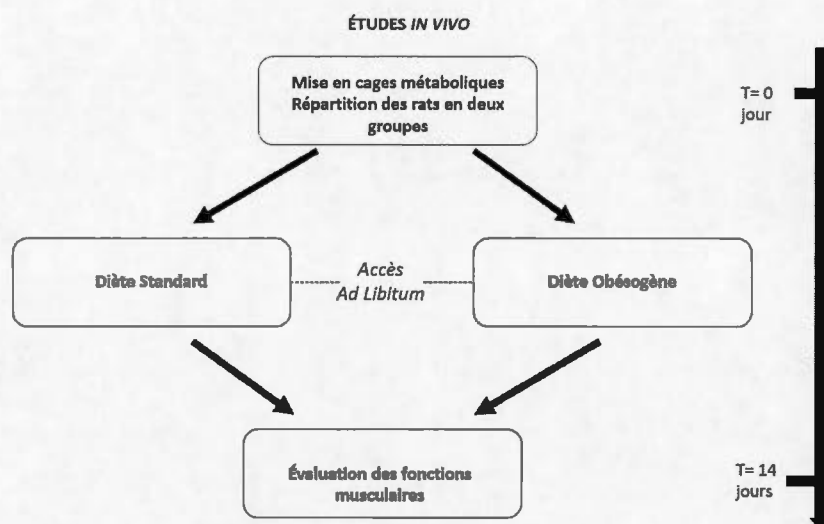 ÉTUDES IN VIVO
Mise en cages métaboliques
Répartition des rats en deux
groupes
T= 0
jour
Diète Standard
Accès
Ad Libitum
Diète Obésogène
Évaluation des fonctions
musculaires
T= 14
jours